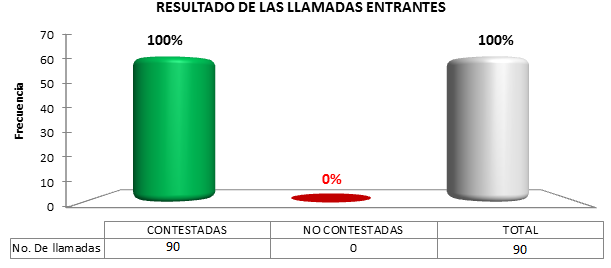 RESULTADO DE LAS LLAMADAS ENTRANTES
Frecuencia
70
60
50
40
30
20
10
0
100%
0%
100%
CONTESTADAS NO CONTESTADAS TOTAL
No. De llamadas 90 0 90